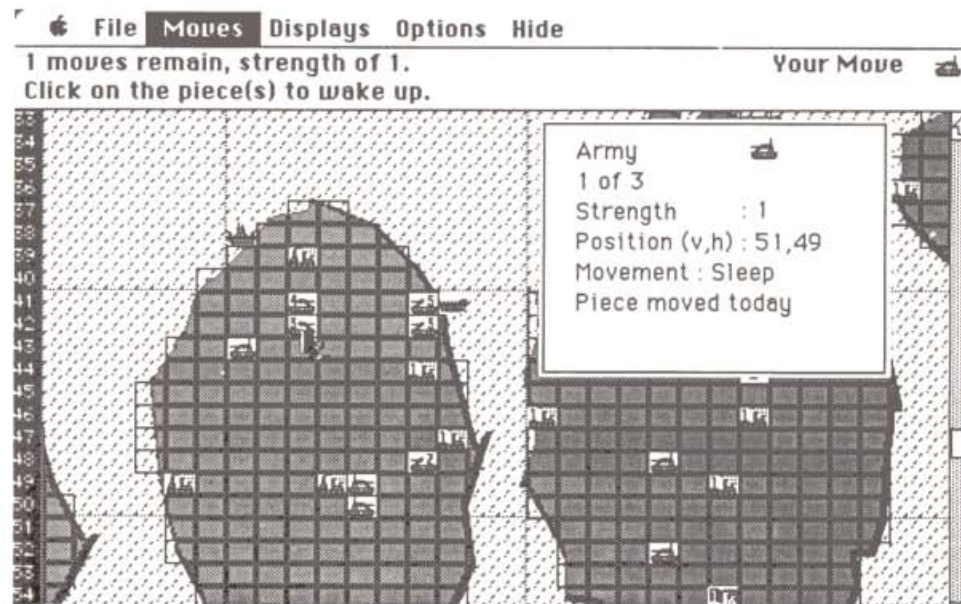 File Moves Displays Options Hide
1 moves remain, strength of 1.
Your Move
Click on the piece(s) to wake up.
Army
1 of 3
Strength : 1
Position (v,h) : 51,49
Movement : Sleep
Piece moved today